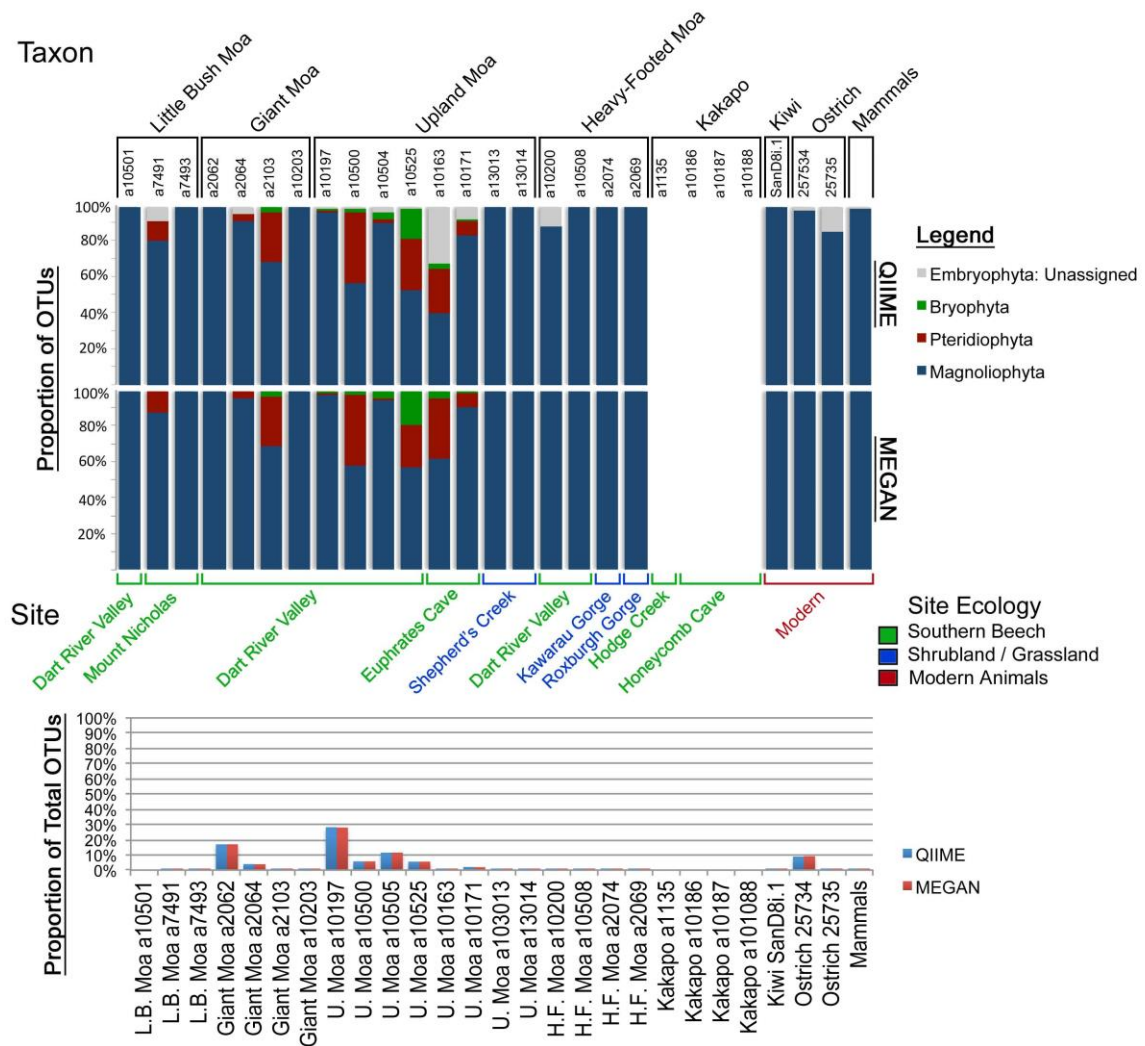 Taxon
Little Bush Moa
Giant Moa
Upland Moa
Heavy-Footed Moa
Kakapo
Kiwi
Ostrich
Mammals
a10501
a7491
a7493
a2062
a2064
a2103
a10203
a10197
a10500
a10504
a10525
a10163
a10171
a13013
a13014
a10200
a10508
a2074
a2069
a1135
a10186
a10187
a10188
SanD8i.1
257534
25735
Proportion of OTUs
100%
80%
60%
40%
20%
QIIME
Legend
Embryophyta: Unassigned
Bryophyta
Pteridiophyta
Magnoliophyta
100%
80%
60%
40%
20%
MEGAN
Site
Dart River Valley
Mount Nicholas
Dart River Valley
Euphrates Cave
Shepherd's Creek
Dart River Valley
Kawarau Gorge
Roxburgh Gorge
Hodge Creek
Honeycomb Cave
Modern
Site Ecology
Southern Beech
Shrubland / Grassland
Modern Animals
Proportion of Total OTUs
100%
90%
80%
70%
60%
50%
40%
30%
20%
10%
0%
QIIME
MEGAN
L.B. Moa a10501
L.B. Moa a7491
L.B. Moa a7493
Giant Moa a2062
Giant Moa a2064
Giant Moa a2103
Giant Moa a10203
U. Moa a10197
U. Moa a10500
U. Moa a10505
U. Moa a10525
U. Moa a10163
U. Moa a10171
U. Moa a103013
U. Moa a13014
H.F. Moa a10200
H.F. Moa a10508
H.F. Moa a2074
H.F. Moa a2069
Kakapo a1135
Kakapo a10186
Kakapo a10187
Kakapo a101088
Kiwi SanD8i.1
Ostrich 25734
Ostrich 25735
Mammals